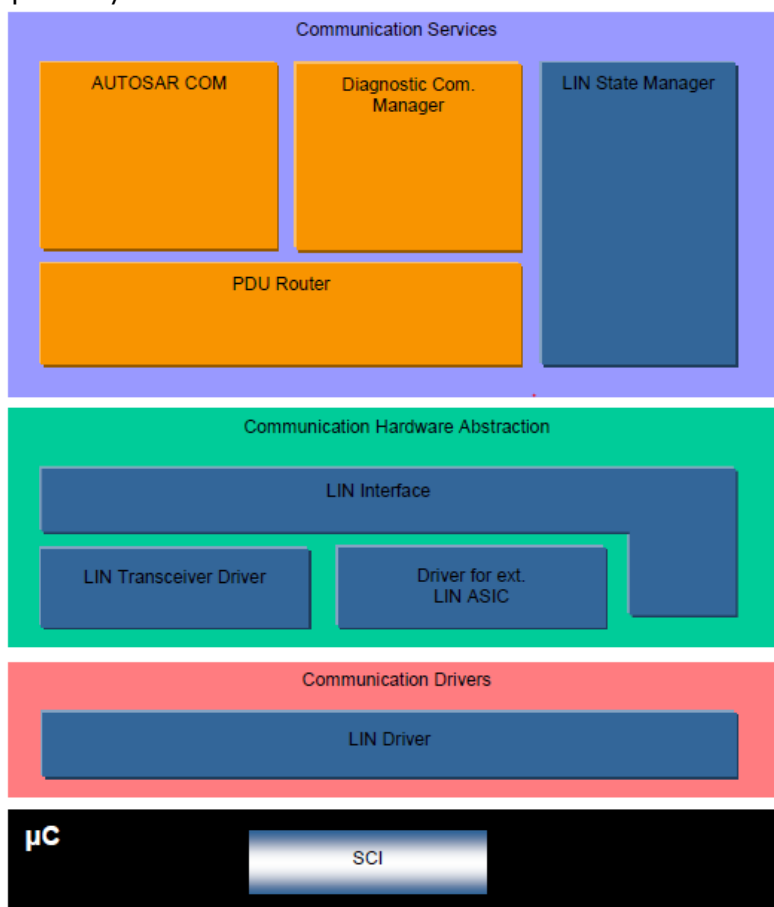 Communication Services
AUTOSAR COM
Diagnostic Com.
Manager
LIN State Manager
PDU Router
Communication Hardware Abstraction
LIN Interface
LIN Transceiver Driver
Driver for ext.
LIN ASIC
Communication Drivers
LIN Driver
µC
SCI